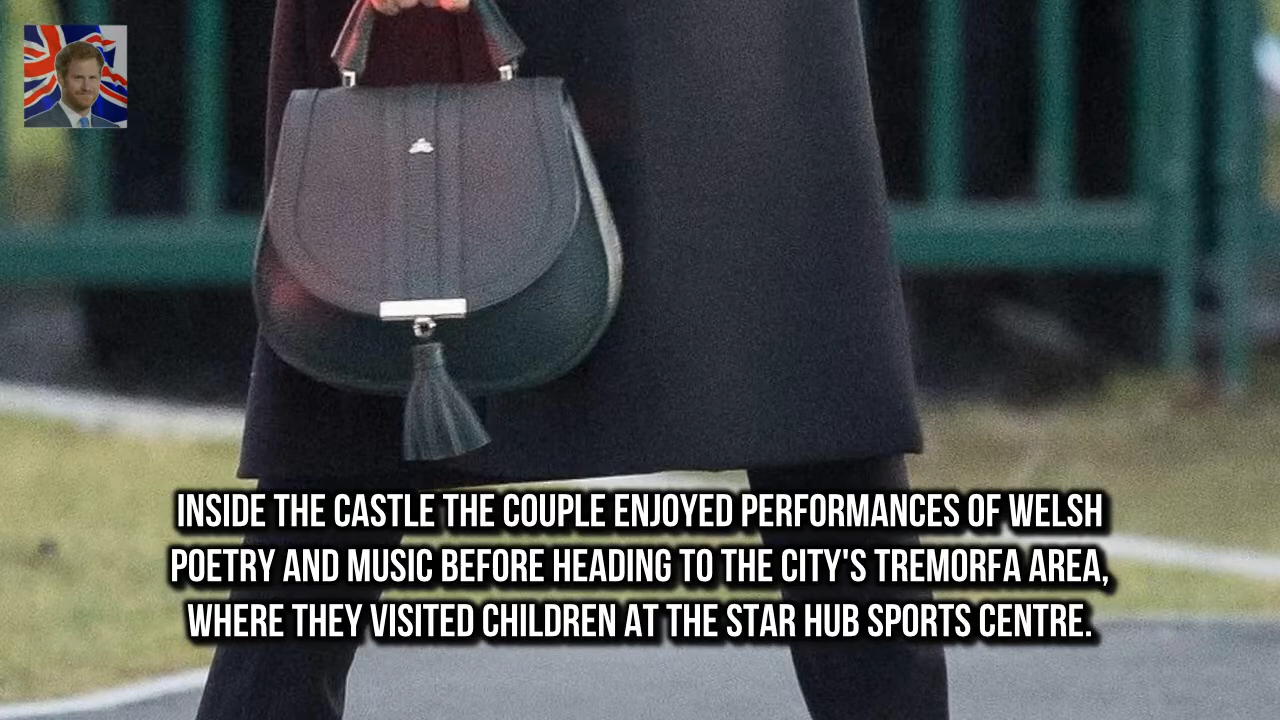 INSIDE THE CASTLE THE COUPLE ENJOYED PERFORMANCES OF WELSH
POETRY AND MUSIC BEFORE HEADING TO THE CITY'S TREMORFA AREA,
WHERE THEY VISITED CHILDREN AT THE STAR HUB SPORTS CENTRE.